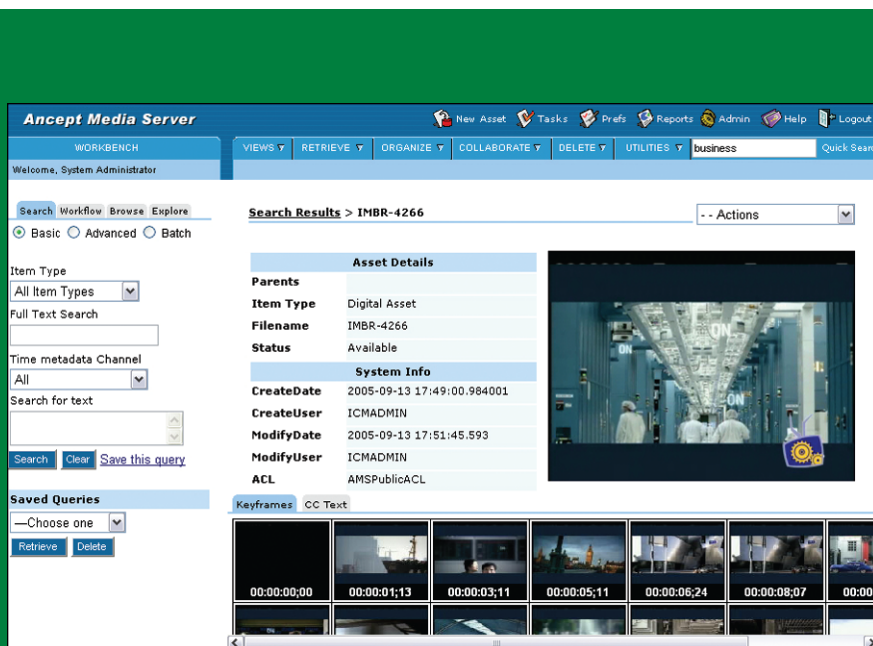 Ancept Media Server
New Asset Tasks Prefs Reports Admin Help Logout
WORKBENCH
VIEWS RETRIEVE ORGANIZE COLLABORATE DELETE UTILITIES business Quick Sear
Welcome, System Administrator
Search Workflow Browse Explore
Basic Advanced Batch
Item Type
All Item Types
Full Text Search
Time metadata Channel
All
Search for text
Search Clear Save this query
Saved Queries
—Choose one
Retrieve Delete
Search Results > IMBR-4266
- - Actions
Asset Details
Parents
Item Type Digital Asset
Filename IMBR-4266
Status Available
System Info
CreateDate 2005-09-13 17:49:00.984001
CreateUser ICMADMIN
ModifyDate 2005-09-13 17:51:45.593
ModifyUser ICMADMIN
ACL AMSPublicACL
ON
ON
Keyframes CC Text
00:00:00;00 00:00:01;13 00:00:03;11 00:00:05;11 00:00:06;24 00:00:08;07 00:00